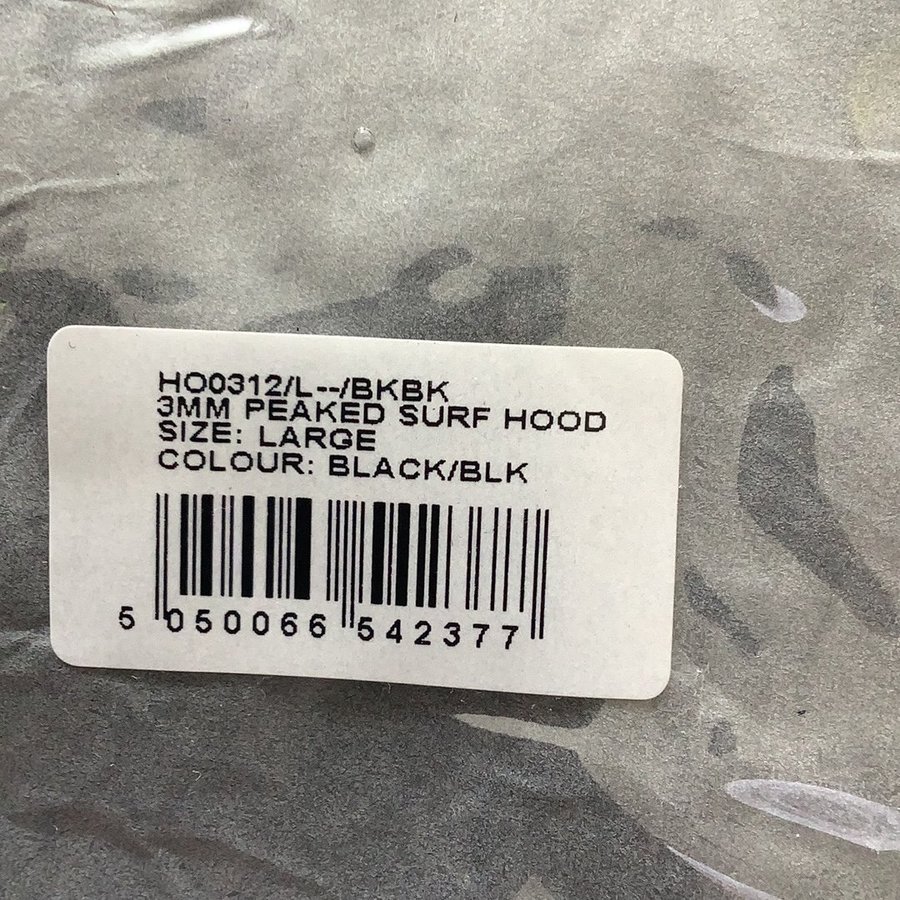 HO0312/L--/BKBK
3MM PEAKED SURF HOOD
SIZE: LARGE
COLOUR: BLACK/BLK
5 050066 542377